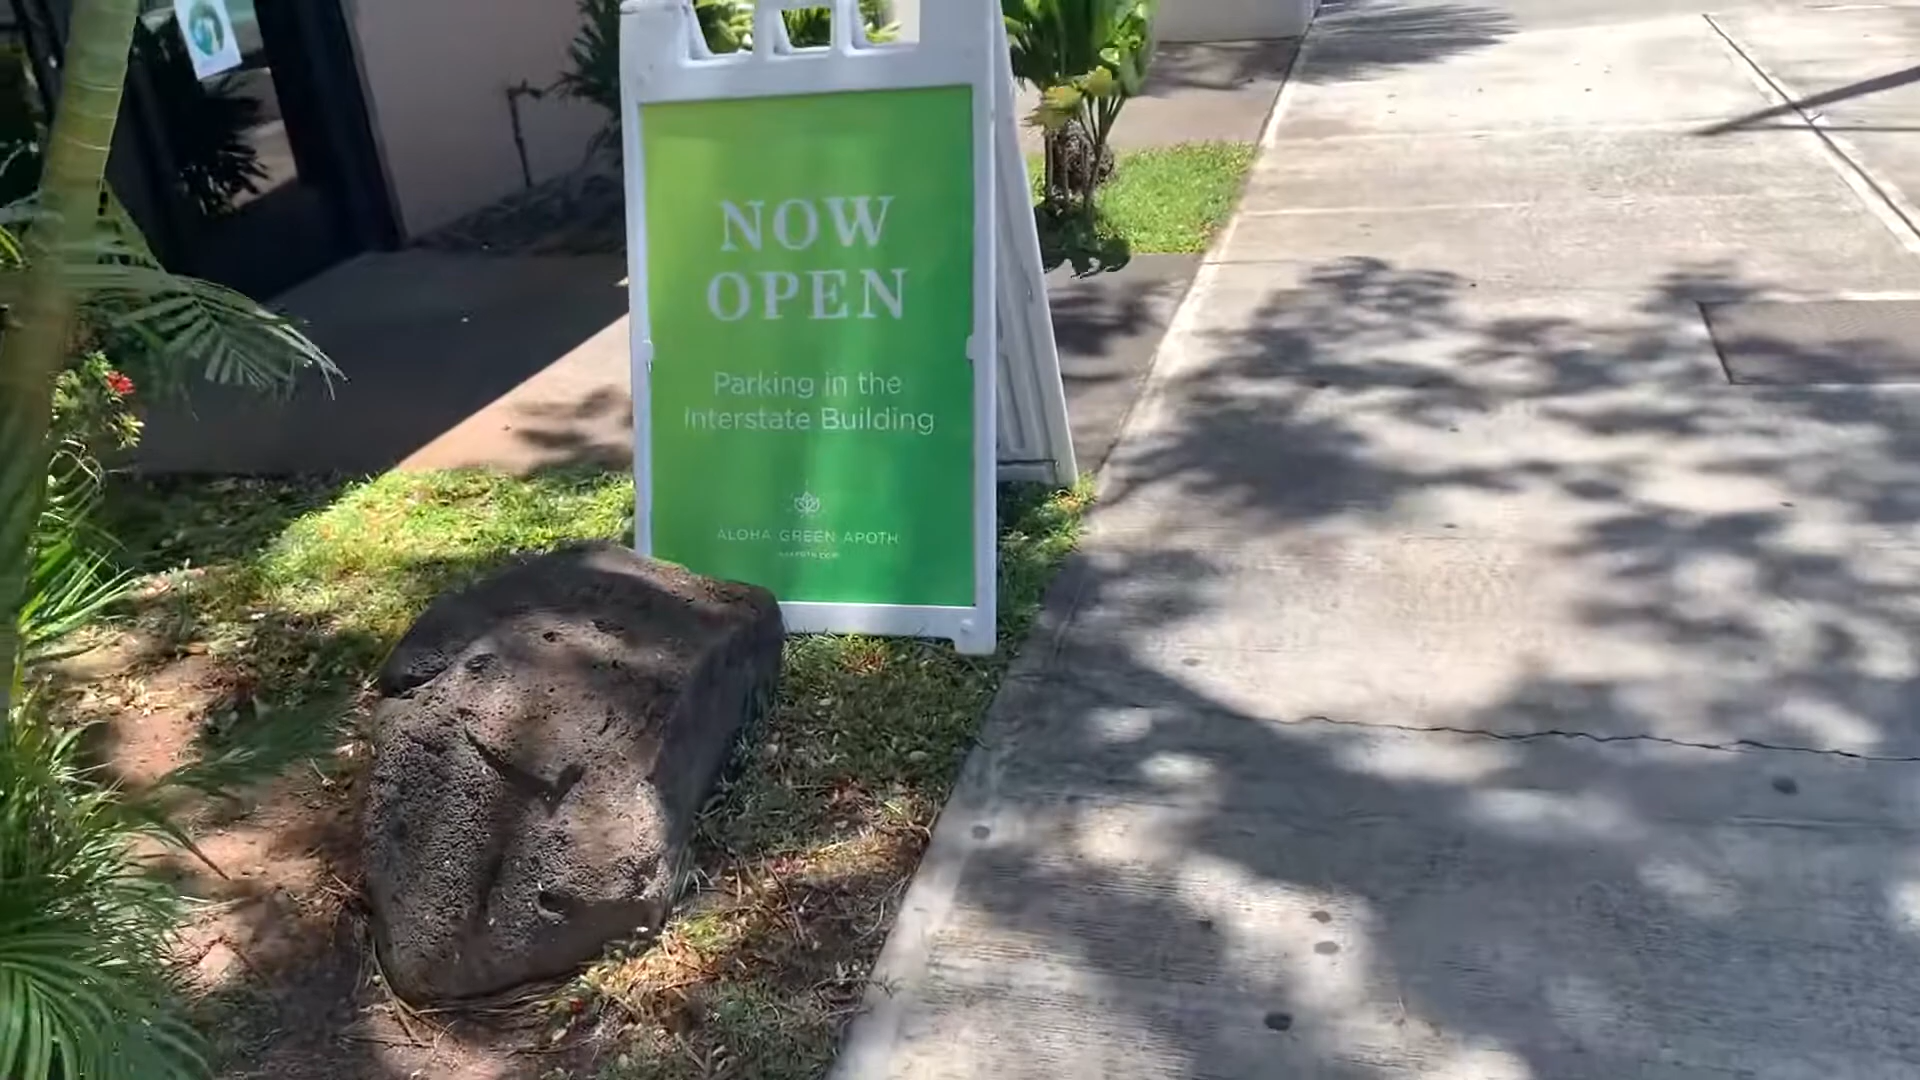 NOW
OPEN
Parking in the
Interstate Building
ALOHA GREEN APOTH